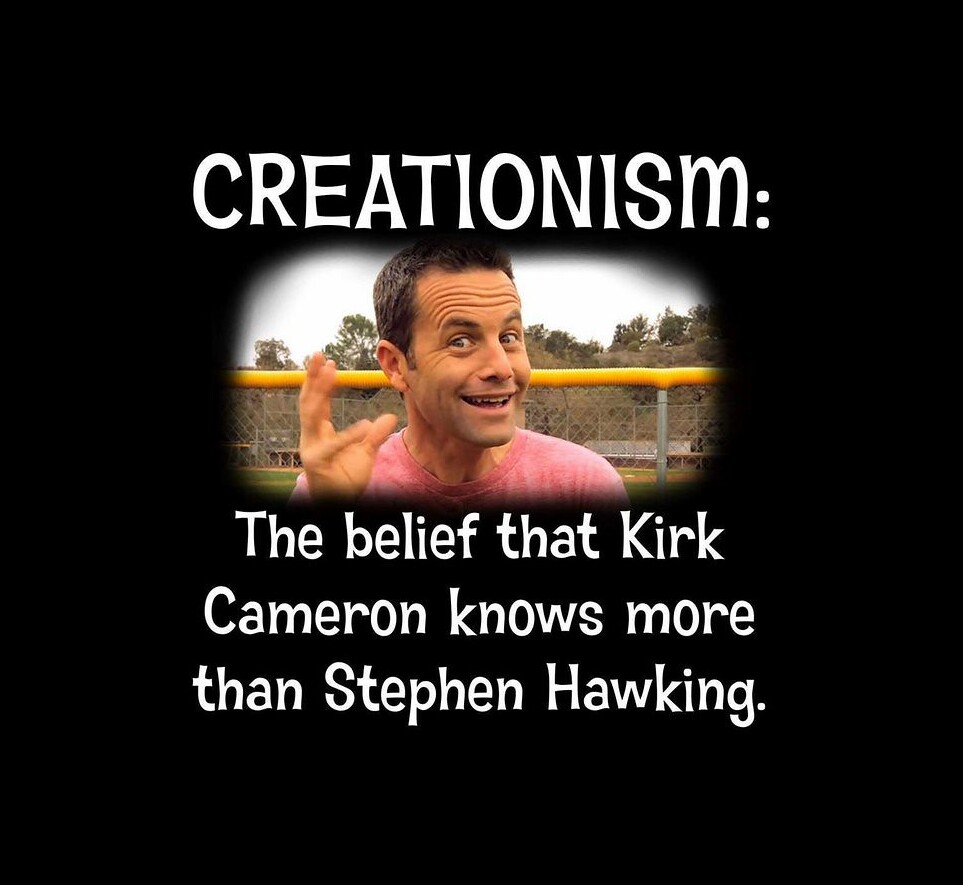 CREATIONISM:
The belief that Kirk
Cameron knows more
than Stephen Hawking.